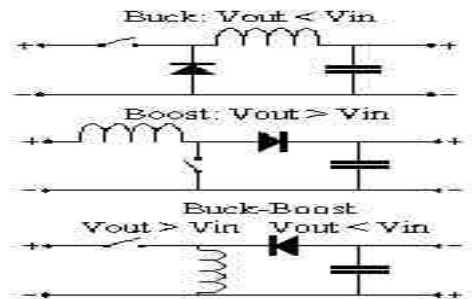 Buck: Vout < Vin
+ +
- -
Boost: Vout > Vin
+ +
- -
Buck-Boost
Vout > Vin Vout < Vin
+ -
- +